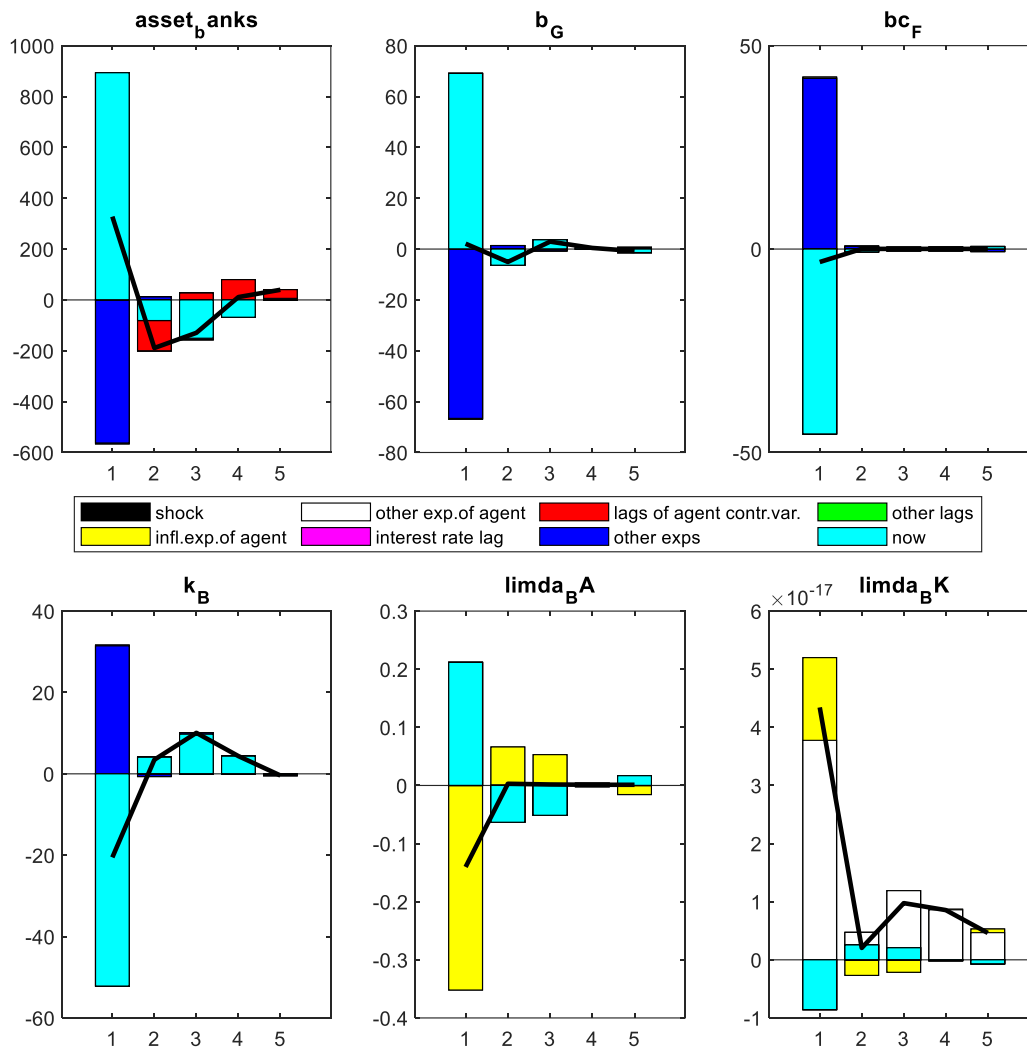 asset_banks b_G bc_F
1000 80 50
800 60
600 40
400 20
200 0 0
0 -20
-200 -40
-400 -60
-600 -80 -50
1 2 3 4 5 1 2 3 4 5 1 2 3 4 5
shock other exp.of agent lags of agent contr.var. other lags
infl.exp.of agent interest rate lag other exps now
k_B limda_BA limda_BK
×10^-17
40 0.3 6
20 0.2 5
0 0.1 4
-20 0 3
-40 -0.1 2
-60 -0.2 1
-0.3 0
-0.4 -1
1 2 3 4 5 1 2 3 4 5 1 2 3 4 5